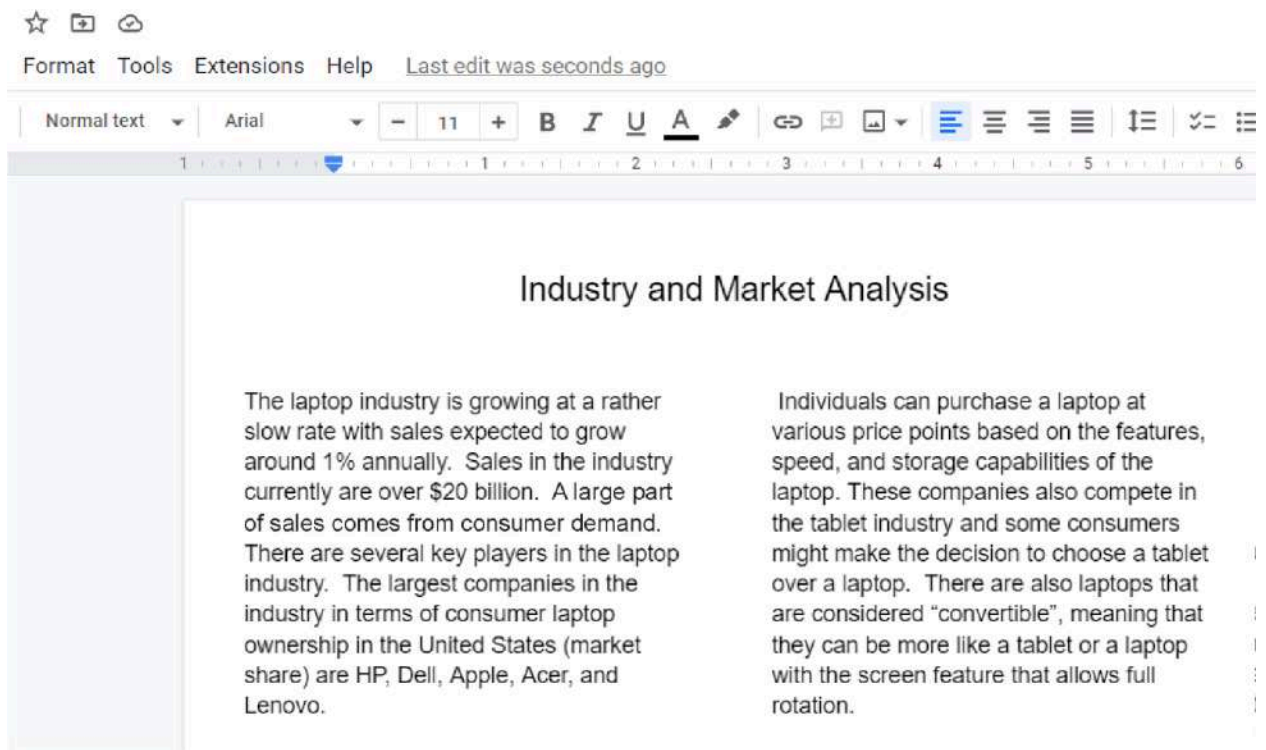 Format Tools Extensions Help Last edit was seconds ago
Normal text Arial - 11 + B I U A
1 1 2 3 4 5 6
Industry and Market Analysis
The laptop industry is growing at a rather
slow rate with sales expected to grow
around 1% annually.  Sales in the industry
currently are over $20 billion.  A large part
of sales comes from consumer demand.
There are several key players in the laptop
industry.  The largest companies in the
industry in terms of consumer laptop
ownership in the United States (market
share) are HP, Dell, Apple, Acer, and
Lenovo.
Individuals can purchase a laptop at
various price points based on the features,
speed, and storage capabilities of the
laptop. These companies also compete in
the tablet industry and some consumers
might make the decision to choose a tablet
over a laptop.  There are also laptops that
are considered “convertible”, meaning that
they can be more like a tablet or a laptop
with the screen feature that allows full
rotation.